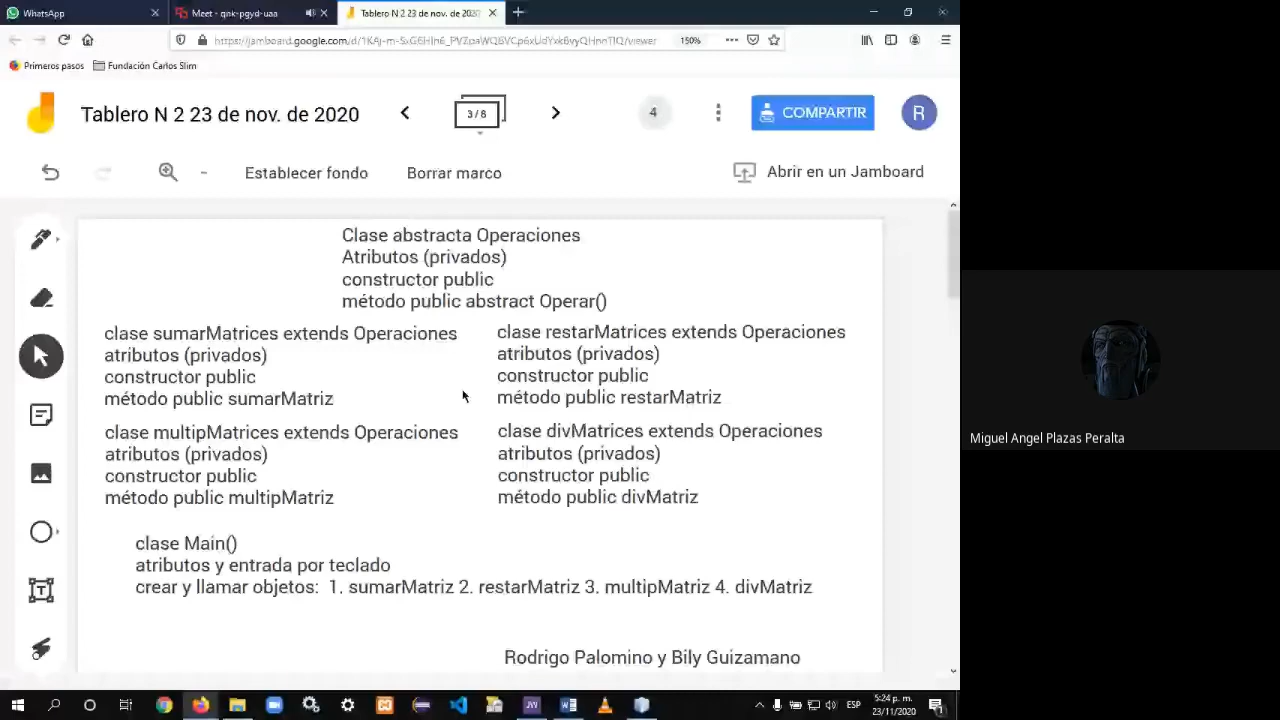 WhatsApp
Meet - qnk-pgyd-uaa
Tablero N 2 23 de nov. de 202
150%
Primeros pasos
Fundación Carlos Slim
Tablero N 2 23 de nov. de 2020
3 / 8
4
COMPARTIR
R
Establecer fondo
Borrar marco
Abrir en un Jamboard
Clase abstracta Operaciones
Atributos (privados)
constructor public
método public abstract Operar()
clase sumarMatrices extends Operaciones
atributos (privados)
constructor public
método public sumarMatriz
clase restarMatrices extends Operaciones
atributos (privados)
constructor public
método public restarMatriz
clase multipMatrices extends Operaciones
atributos (privados)
constructor public
método public multipMatriz
clase divMatrices extends Operaciones
atributos (privados)
constructor public
método public divMatriz
clase Main()
atributos y entrada por teclado
crear y llamar objetos: 1. sumarMatriz 2. restarMatriz 3. multipMatriz 4. divMatriz
Rodrigo Palomino y Bily Guizamano
Miguel Angel Plazas Peralta
ESP
5:24 p. m.
23/11/2020